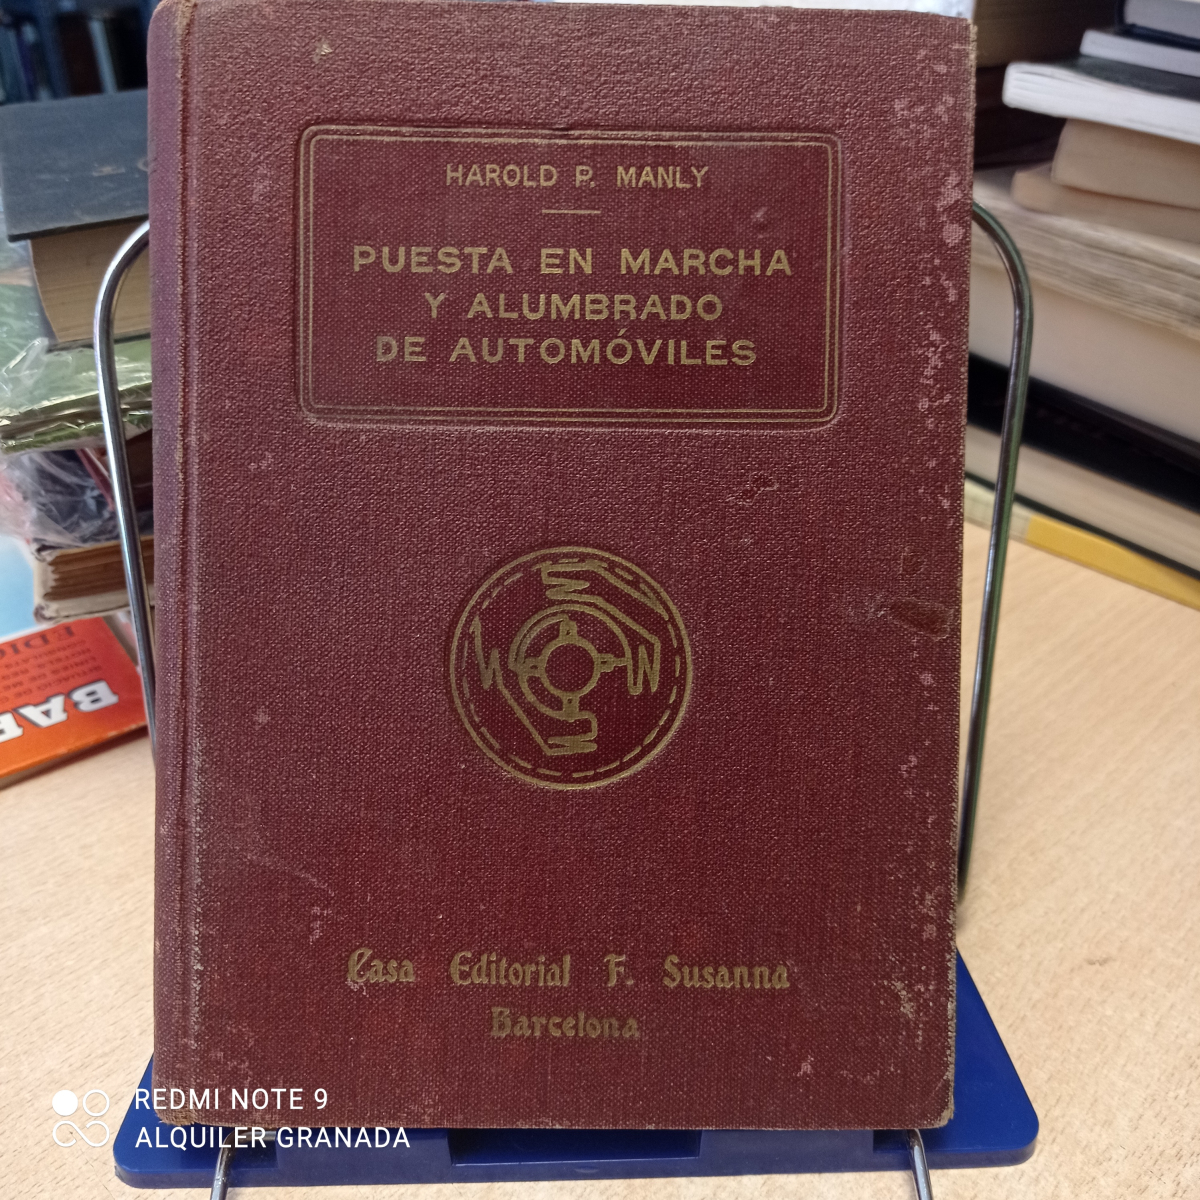 HAROLD P. MANLY
PUESTA EN MARCHA
Y ALUMBRADO
DE AUTOMÓVILES
Casa Editorial F. Susanna
Barcelona
REDMI NOTE 9
ALQUILER GRANADA